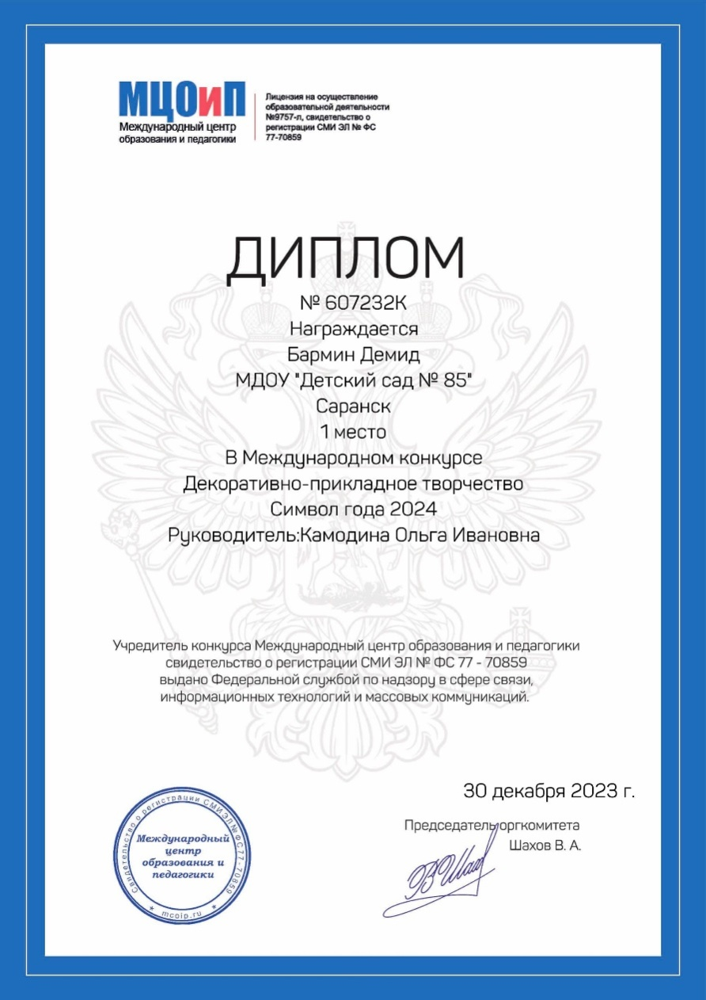 МЦОиП
Международный центр
образования и педагогики
Лицензия на осуществление
образовательной деятельности
№9757-л, свидетельство о
регистрации СМИ ЭЛ № ФС
77-70859
ДИПЛОМ
№ 607232К
Награждается
Бармин Демид
МДОУ "Детский сад № 85"
Саранск
1 место
В Международном конкурсе
Декоративно-прикладное творчество
Символ года 2024
Руководитель:Камодина Ольга Ивановна
Учредитель конкурса Международный центр образования и педагогики
свидетельство о регистрации СМИ ЭЛ № ФС 77 - 70859
выдано Федеральной службой по надзору в сфере связи,
информационных технологий и массовых коммуникаций.
30 декабря 2023 г.
Председатель оргкомитета
Шахов В. А.
Свидетельство о регистрации СМИ ЭЛ № ФС 77-70859
Международный
центр
образования и
педагогики
mcoip.ru